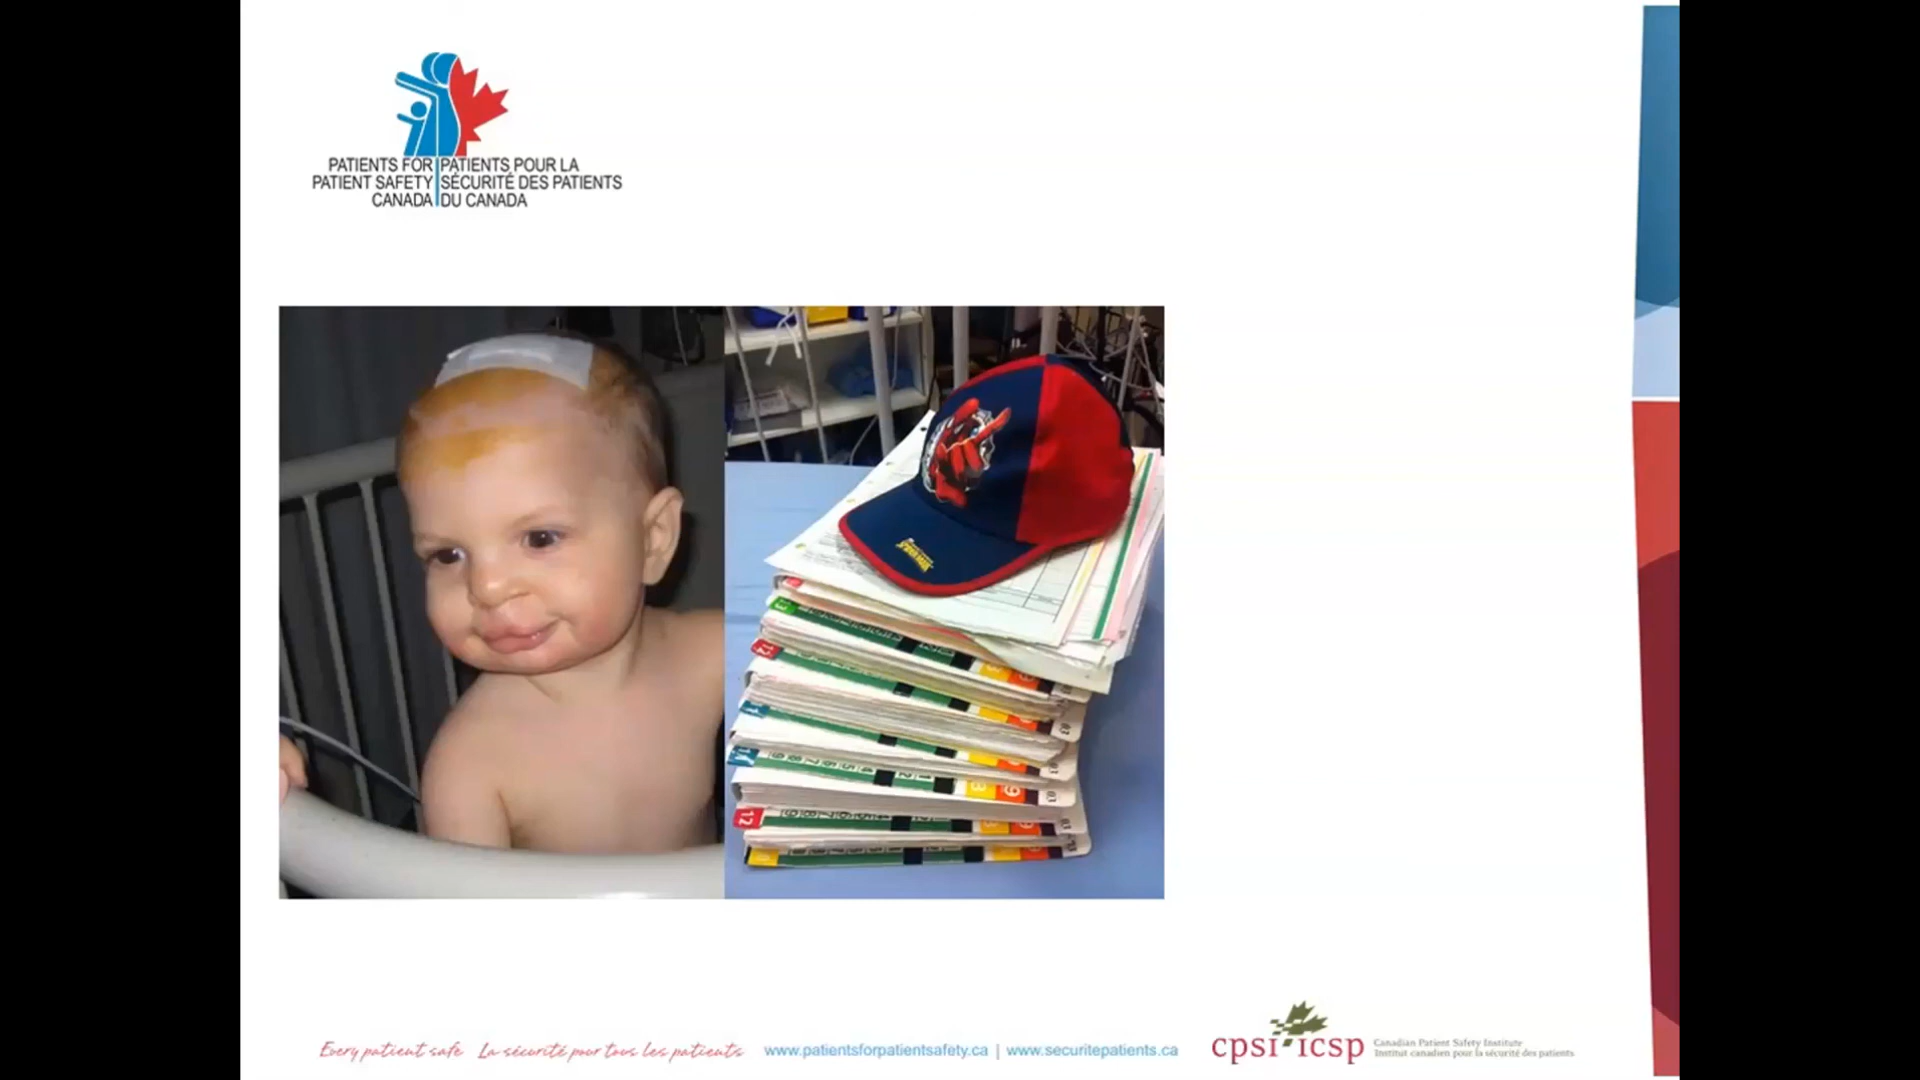 PATIENTS FOR PATIENTS POUR LA
PATIENT SAFETY SÉCURITÉ DES PATIENTS
CANADA DU CANADA
12
Every patient safe La sécurité pour tous les patients
www.patientsforpatientsafety.ca | www.securitepatients.ca
cpsi icsp
Canadian Patient Safety Institute
Institut canadien pour la sécurité des patients